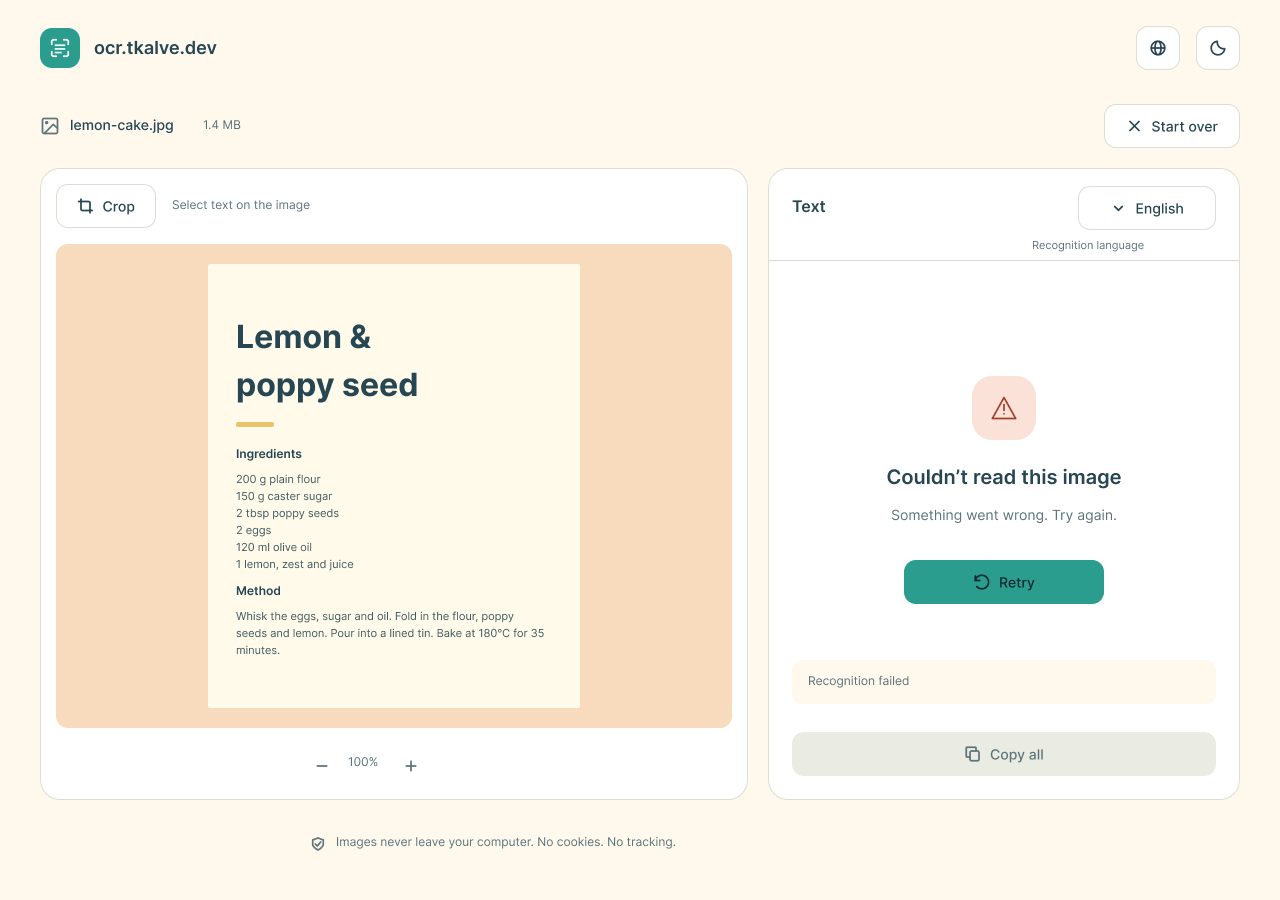 ocr.tkalve.dev
lemon-cake.jpg
1.4 MB
Start over
Crop
Select text on the image
Lemon &
poppy seed
Ingredients
200 g plain flour
150 g caster sugar
2 tbsp poppy seeds
2 eggs
120 ml olive oil
1 lemon, zest and juice
Method
Whisk the eggs, sugar and oil. Fold in the flour, poppy
seeds and lemon. Pour into a lined tin. Bake at 180°C for 35
minutes.
100%
Text
English
Recognition language
Couldn’t read this image
Something went wrong. Try again.
Retry
Recognition failed
Copy all
Images never leave your computer. No cookies. No tracking.